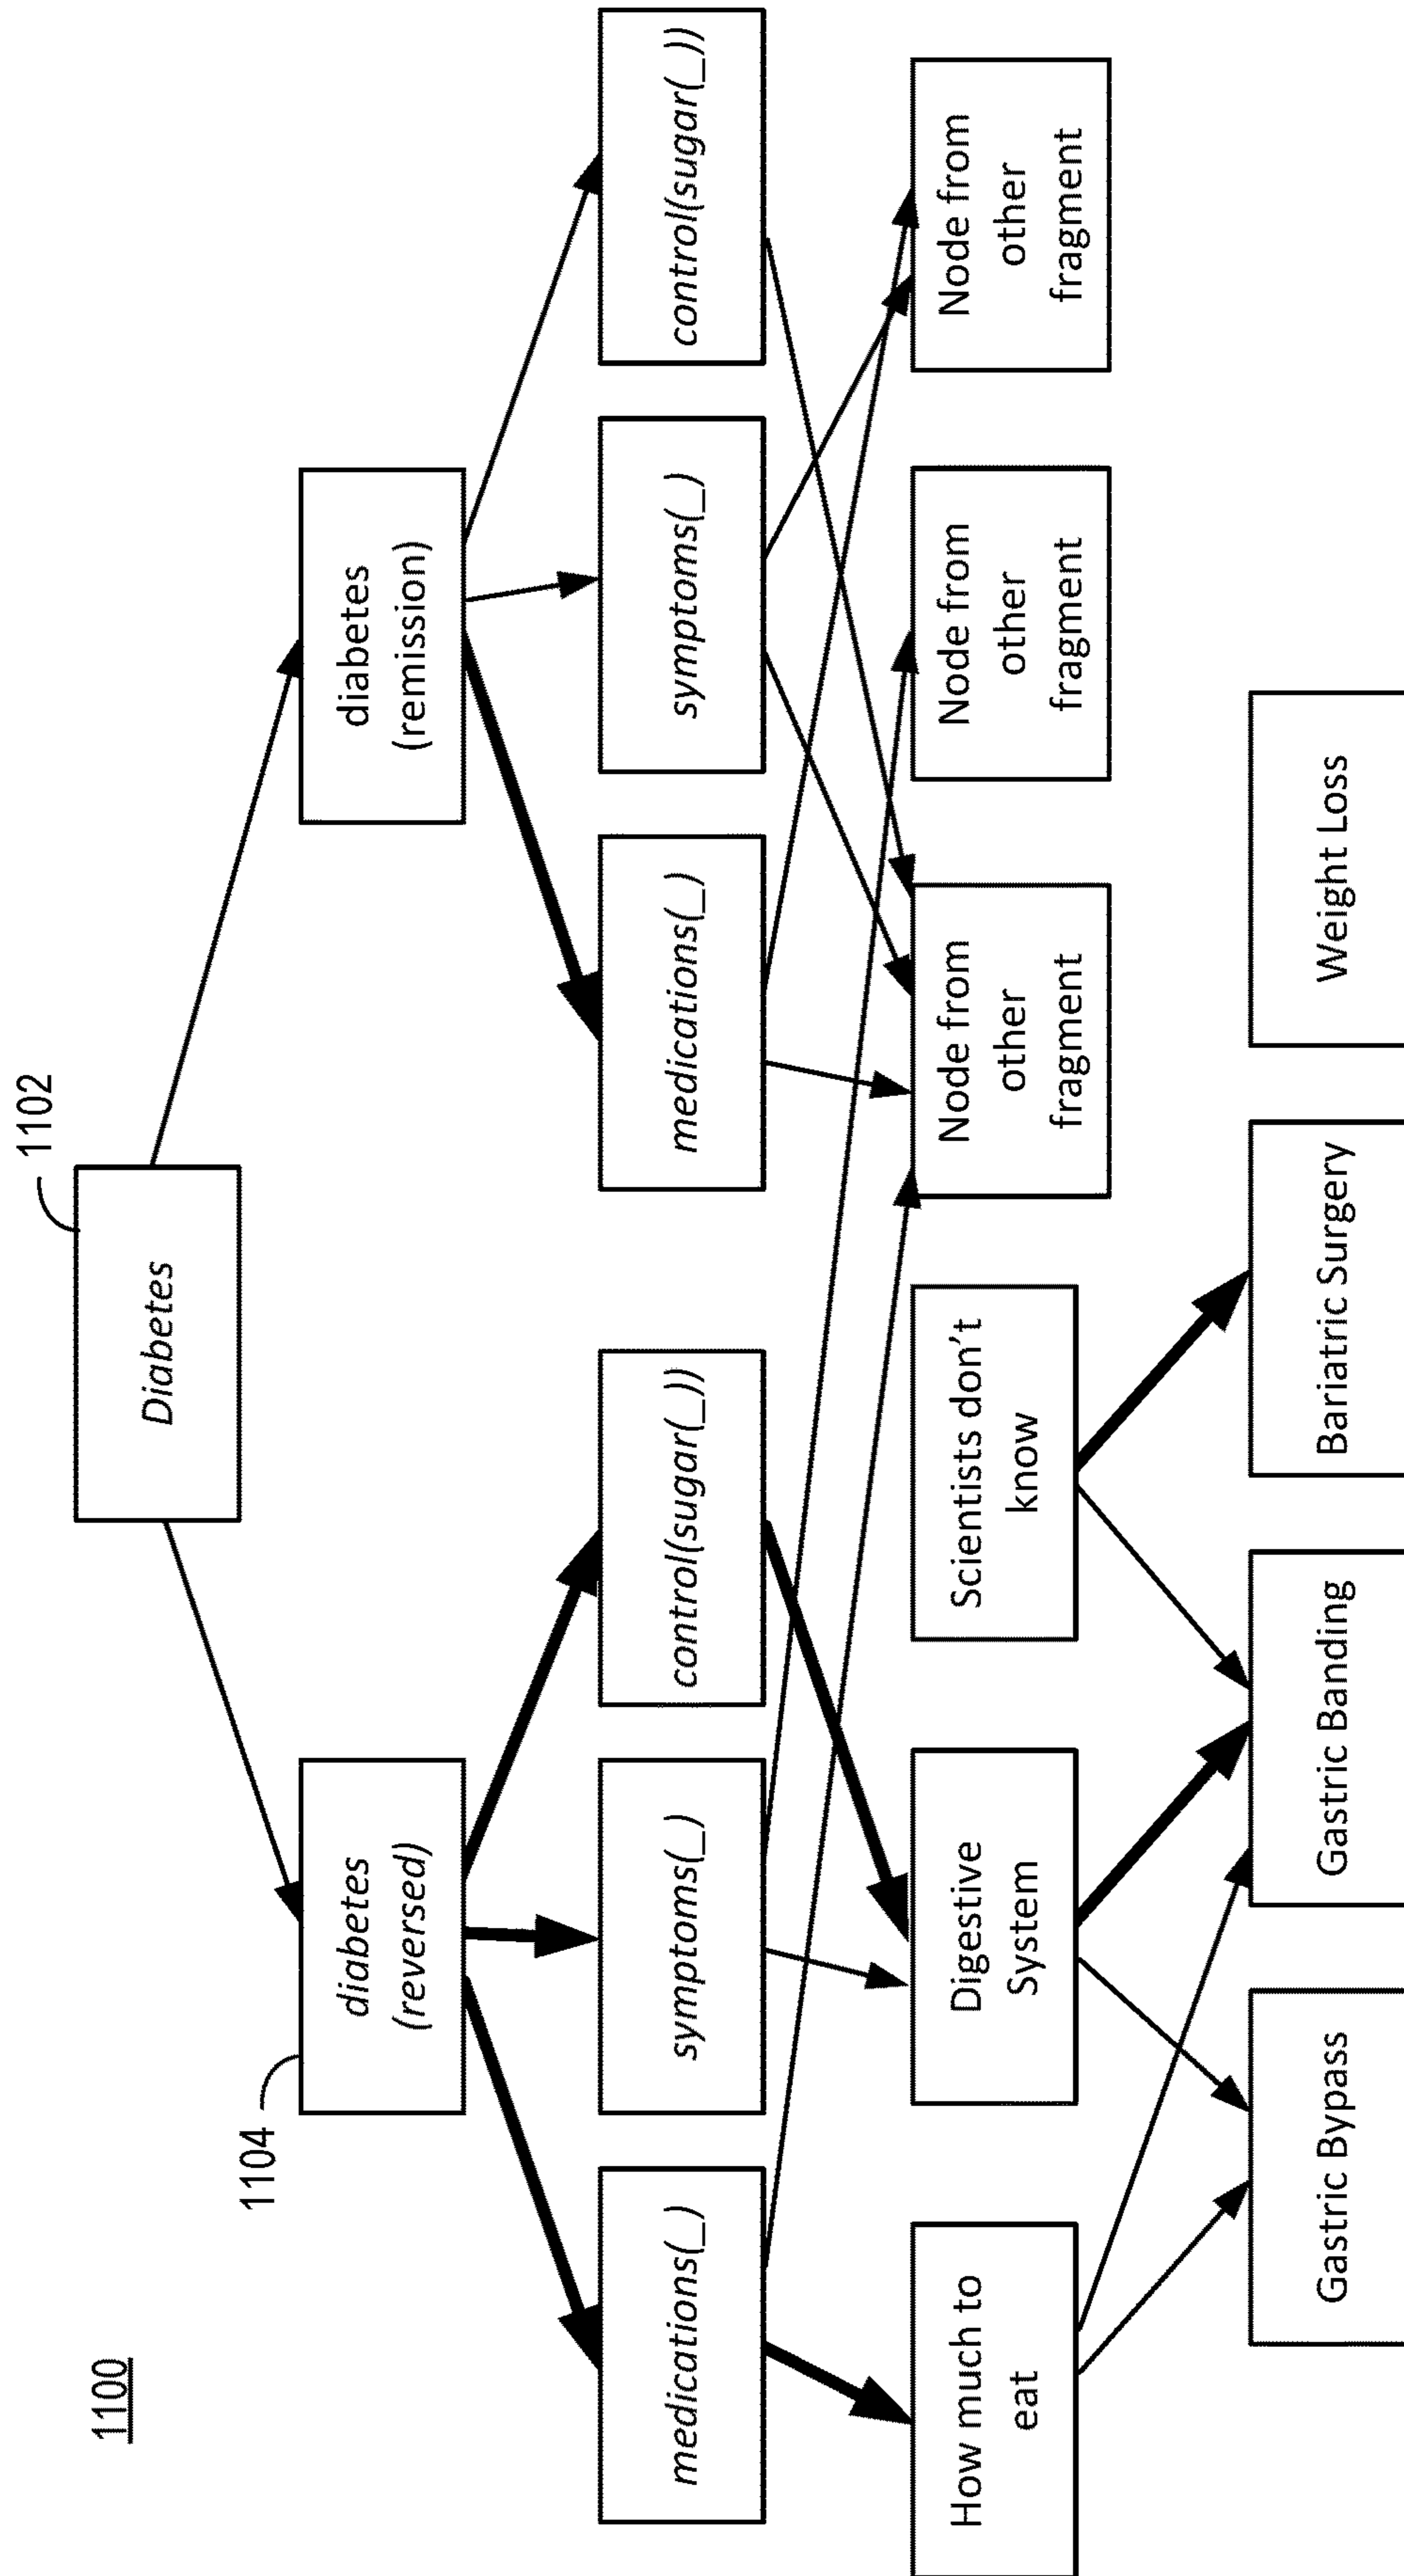 1100
1102
Diabetes
1104
diabetes
(reversed)
diabetes
(remission)
medications(_)
symptoms(_)
control(sugar(_))
medications(_)
symptoms(_)
control(sugar(_))
How much to
eat
Digestive
System
Scientists don't
know
Node from
other
fragment
Node from
other
fragment
Node from
other
fragment
Gastric Bypass
Gastric Banding
Bariatric Surgery
Weight Loss